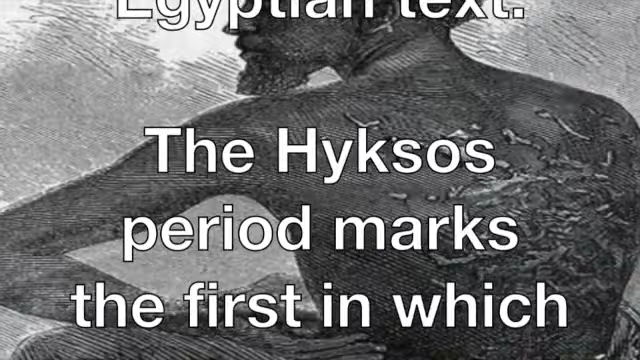 Egyptian text.
The Hyksos
period marks
the first in which